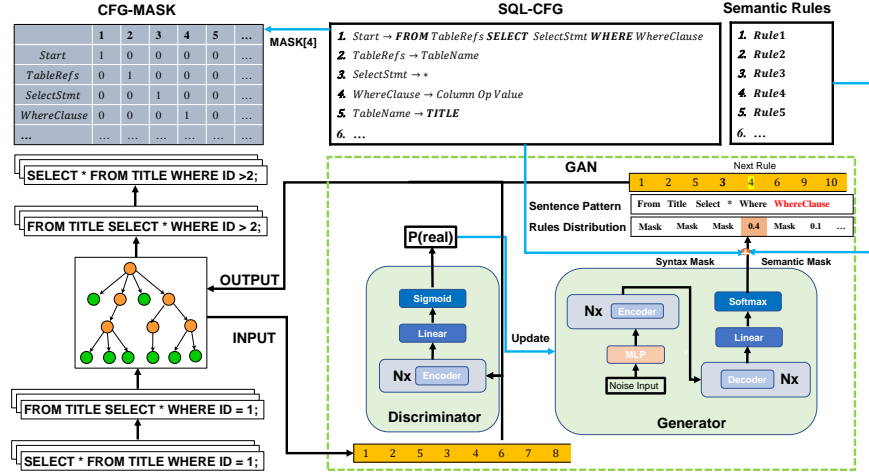 CFG-MASK
1 2 3 4 5 ...
Start 1 0 0 0 0 ...
TableRefs 0 1 0 0 0 ...
SelectStmt 0 0 1 0 0 ...
WhereClause 0 0 0 1 0 ...
... ... ... ... ... ... ...
MASK[4]
SQL-CFG
1. Start → FROM TableRefs SELECT SelectStmt WHERE WhereClause
2. TableRefs → TableName
3. SelectStmt → *
4. WhereClause → Column Op Value
5. TableName → TITLE
6. ...
Semantic Rules
1. Rule1
2. Rule2
3. Rule3
4. Rule4
5. Rule5
6. ...
SELECT * FROM TITLE WHERE ID >2;
FROM TITLE SELECT * WHERE ID > 2;
OUTPUT
INPUT
FROM TITLE SELECT * WHERE ID = 1;
SELECT * FROM TITLE WHERE ID = 1;
GAN
Next Rule
1 2 5 3 4 6 9 10
Sentence Pattern
From Title Select * Where WhereClause
Rules Distribution
Mask Mask Mask 0.4 Mask 0.1 ...
Syntax Mask
Semantic Mask
P(real)
Sigmoid
Linear
Nx Encoder
Discriminator
Update
Nx Encoder
MLP
Noise Input
Softmax
Linear
Decoder Nx
Generator
1 2 5 3 4 6 7 8